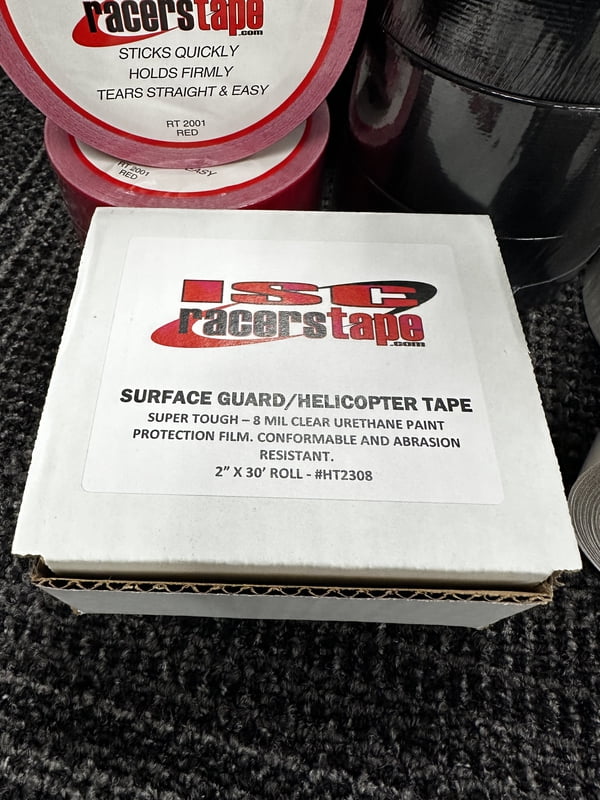 racerstape
.com
STICKS QUICKLY
HOLDS FIRMLY
TEARS STRAIGHT & EASY
RT 2001
RED
EASY
RT 2001
RED
ISC
racerstape
.com
SURFACE GUARD/HELICOPTER TAPE
SUPER TOUGH – 8 MIL CLEAR URETHANE PAINT
PROTECTION FILM. CONFORMABLE AND ABRASION
RESISTANT.
2” X 30’ ROLL - #HT2308